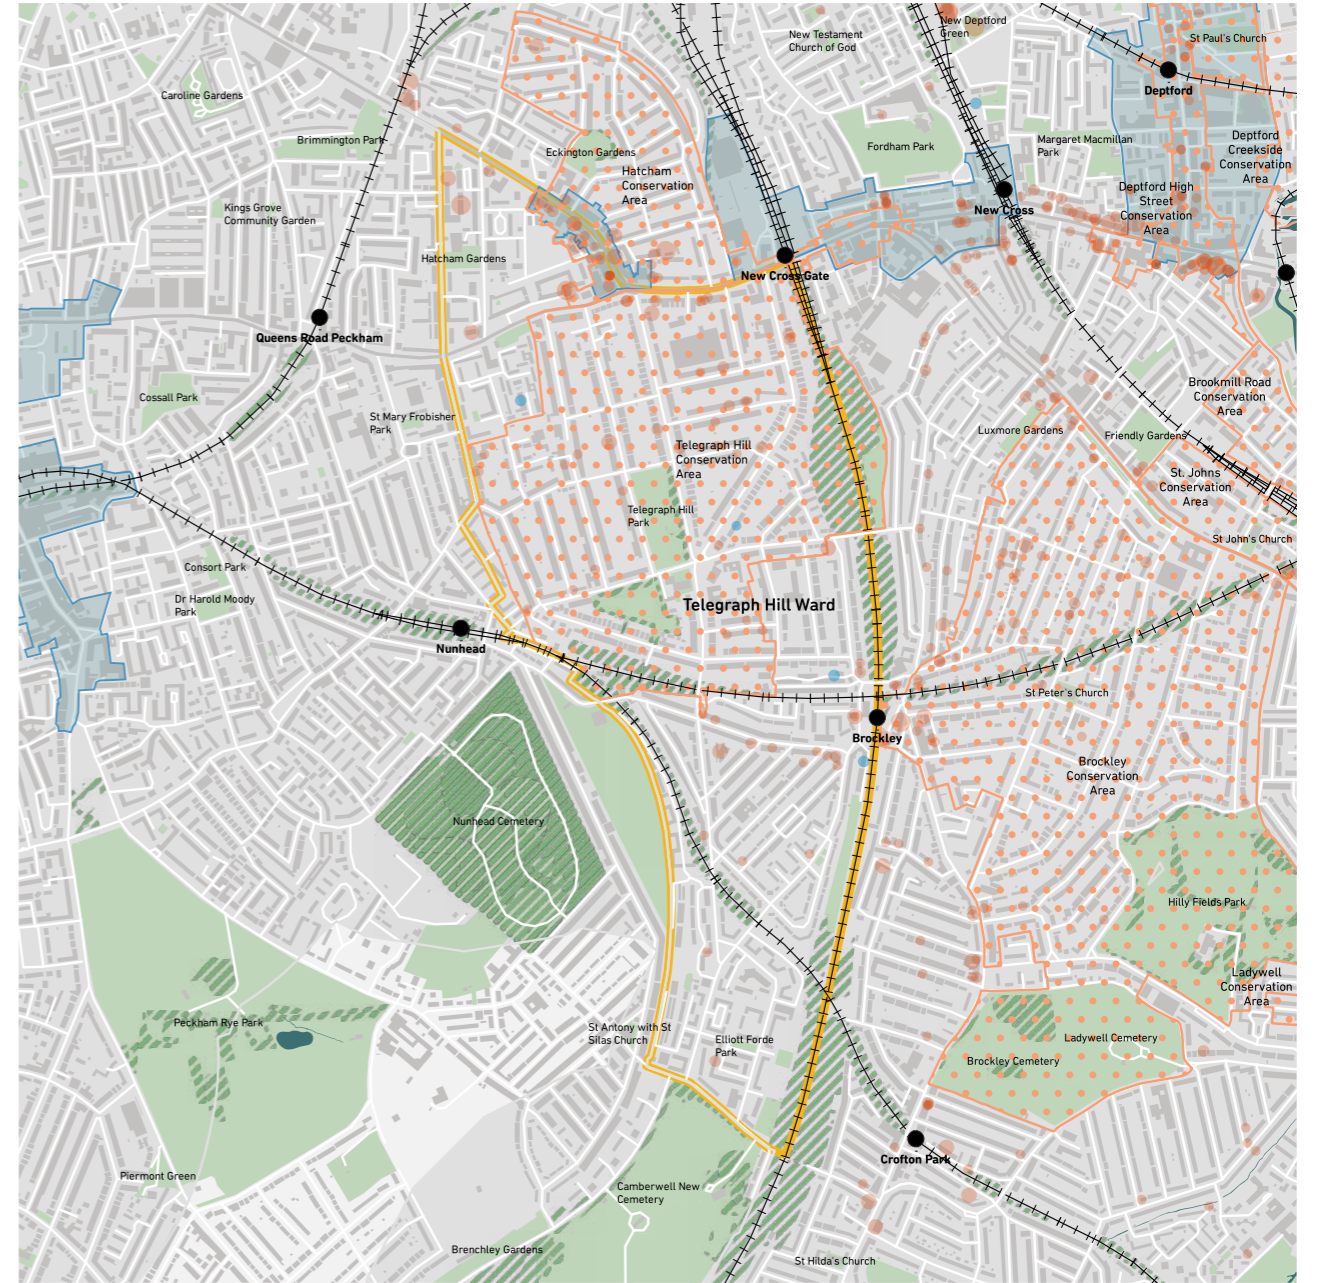 New Deptford
Green
New Testament
Church of God
St Paul's Church
Deptford
Caroline Gardens
Brimmington Park
Eckington Gardens
Fordham Park
Margaret Macmillan
Park
Deptford
Creekside
Conservation
Area
Hatcham
Conservation
Area
Deptford High
Street
Conservation
Area
Kings Grove
Community Garden
New Cross
Hatcham Gardens
New Cross Gate
Queens Road Peckham
Cossall Park
Brookmill Road
Conservation
Area
St Mary Frobisher
Park
Luxmore Gardens
Friendly Gardens
Telegraph Hill
Conservation
Area
St. Johns
Conservation
Area
Telegraph Hill
Park
St John's Church
Consort Park
Dr Harold Moody
Park
Telegraph Hill Ward
Nunhead
St Peter's Church
Brockley
Brockley
Conservation
Area
Nunhead Cemetery
Hilly Fields Park
Ladywell
Conservation
Area
Peckham Rye Park
St Antony with St
Silas Church
Elliott Forde
Park
Ladywell Cemetery
Brockley Cemetery
Crofton Park
Piermont Green
Camberwell New
Cemetery
Brenchley Gardens
St Hilda's Church